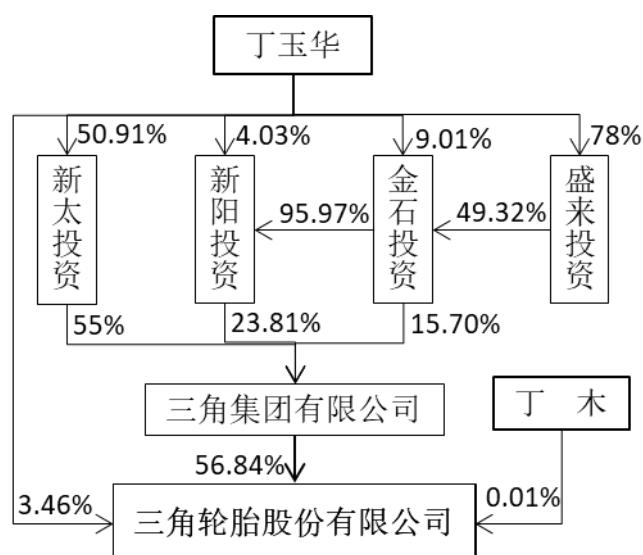 丁玉华
50.91%
4.03%
9.01%
78%
新太投资
新阳投资
金石投资
盛来投资
95.97%
49.32%
55%
23.81%
15.70%
三角集团有限公司
丁 木
56.84%
3.46%
0.01%
三角轮胎股份有限公司